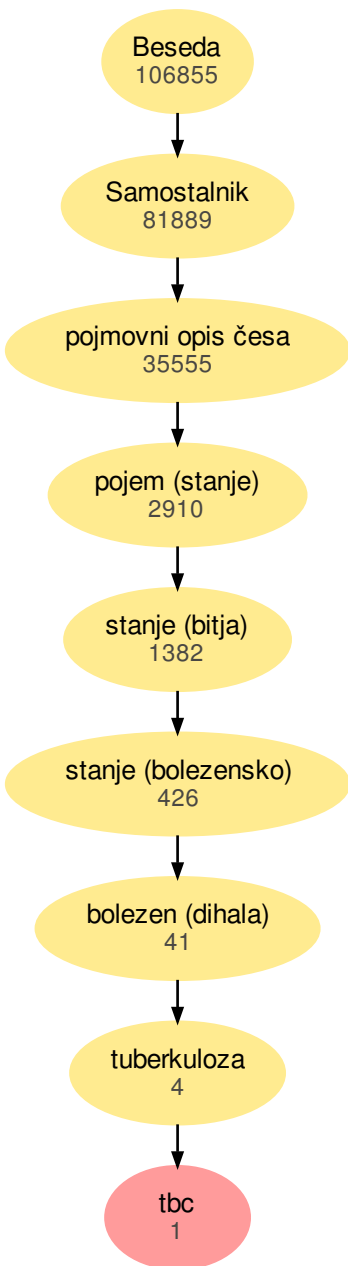 Beseda
106855
Samostalnik
81889
pojmovni opis česa
35555
pojem (stanje)
2910
stanje (bitja)
1382
stanje (bolezensko)
426
bolezen (dihala)
41
tuberkuloza
4
tbc
1